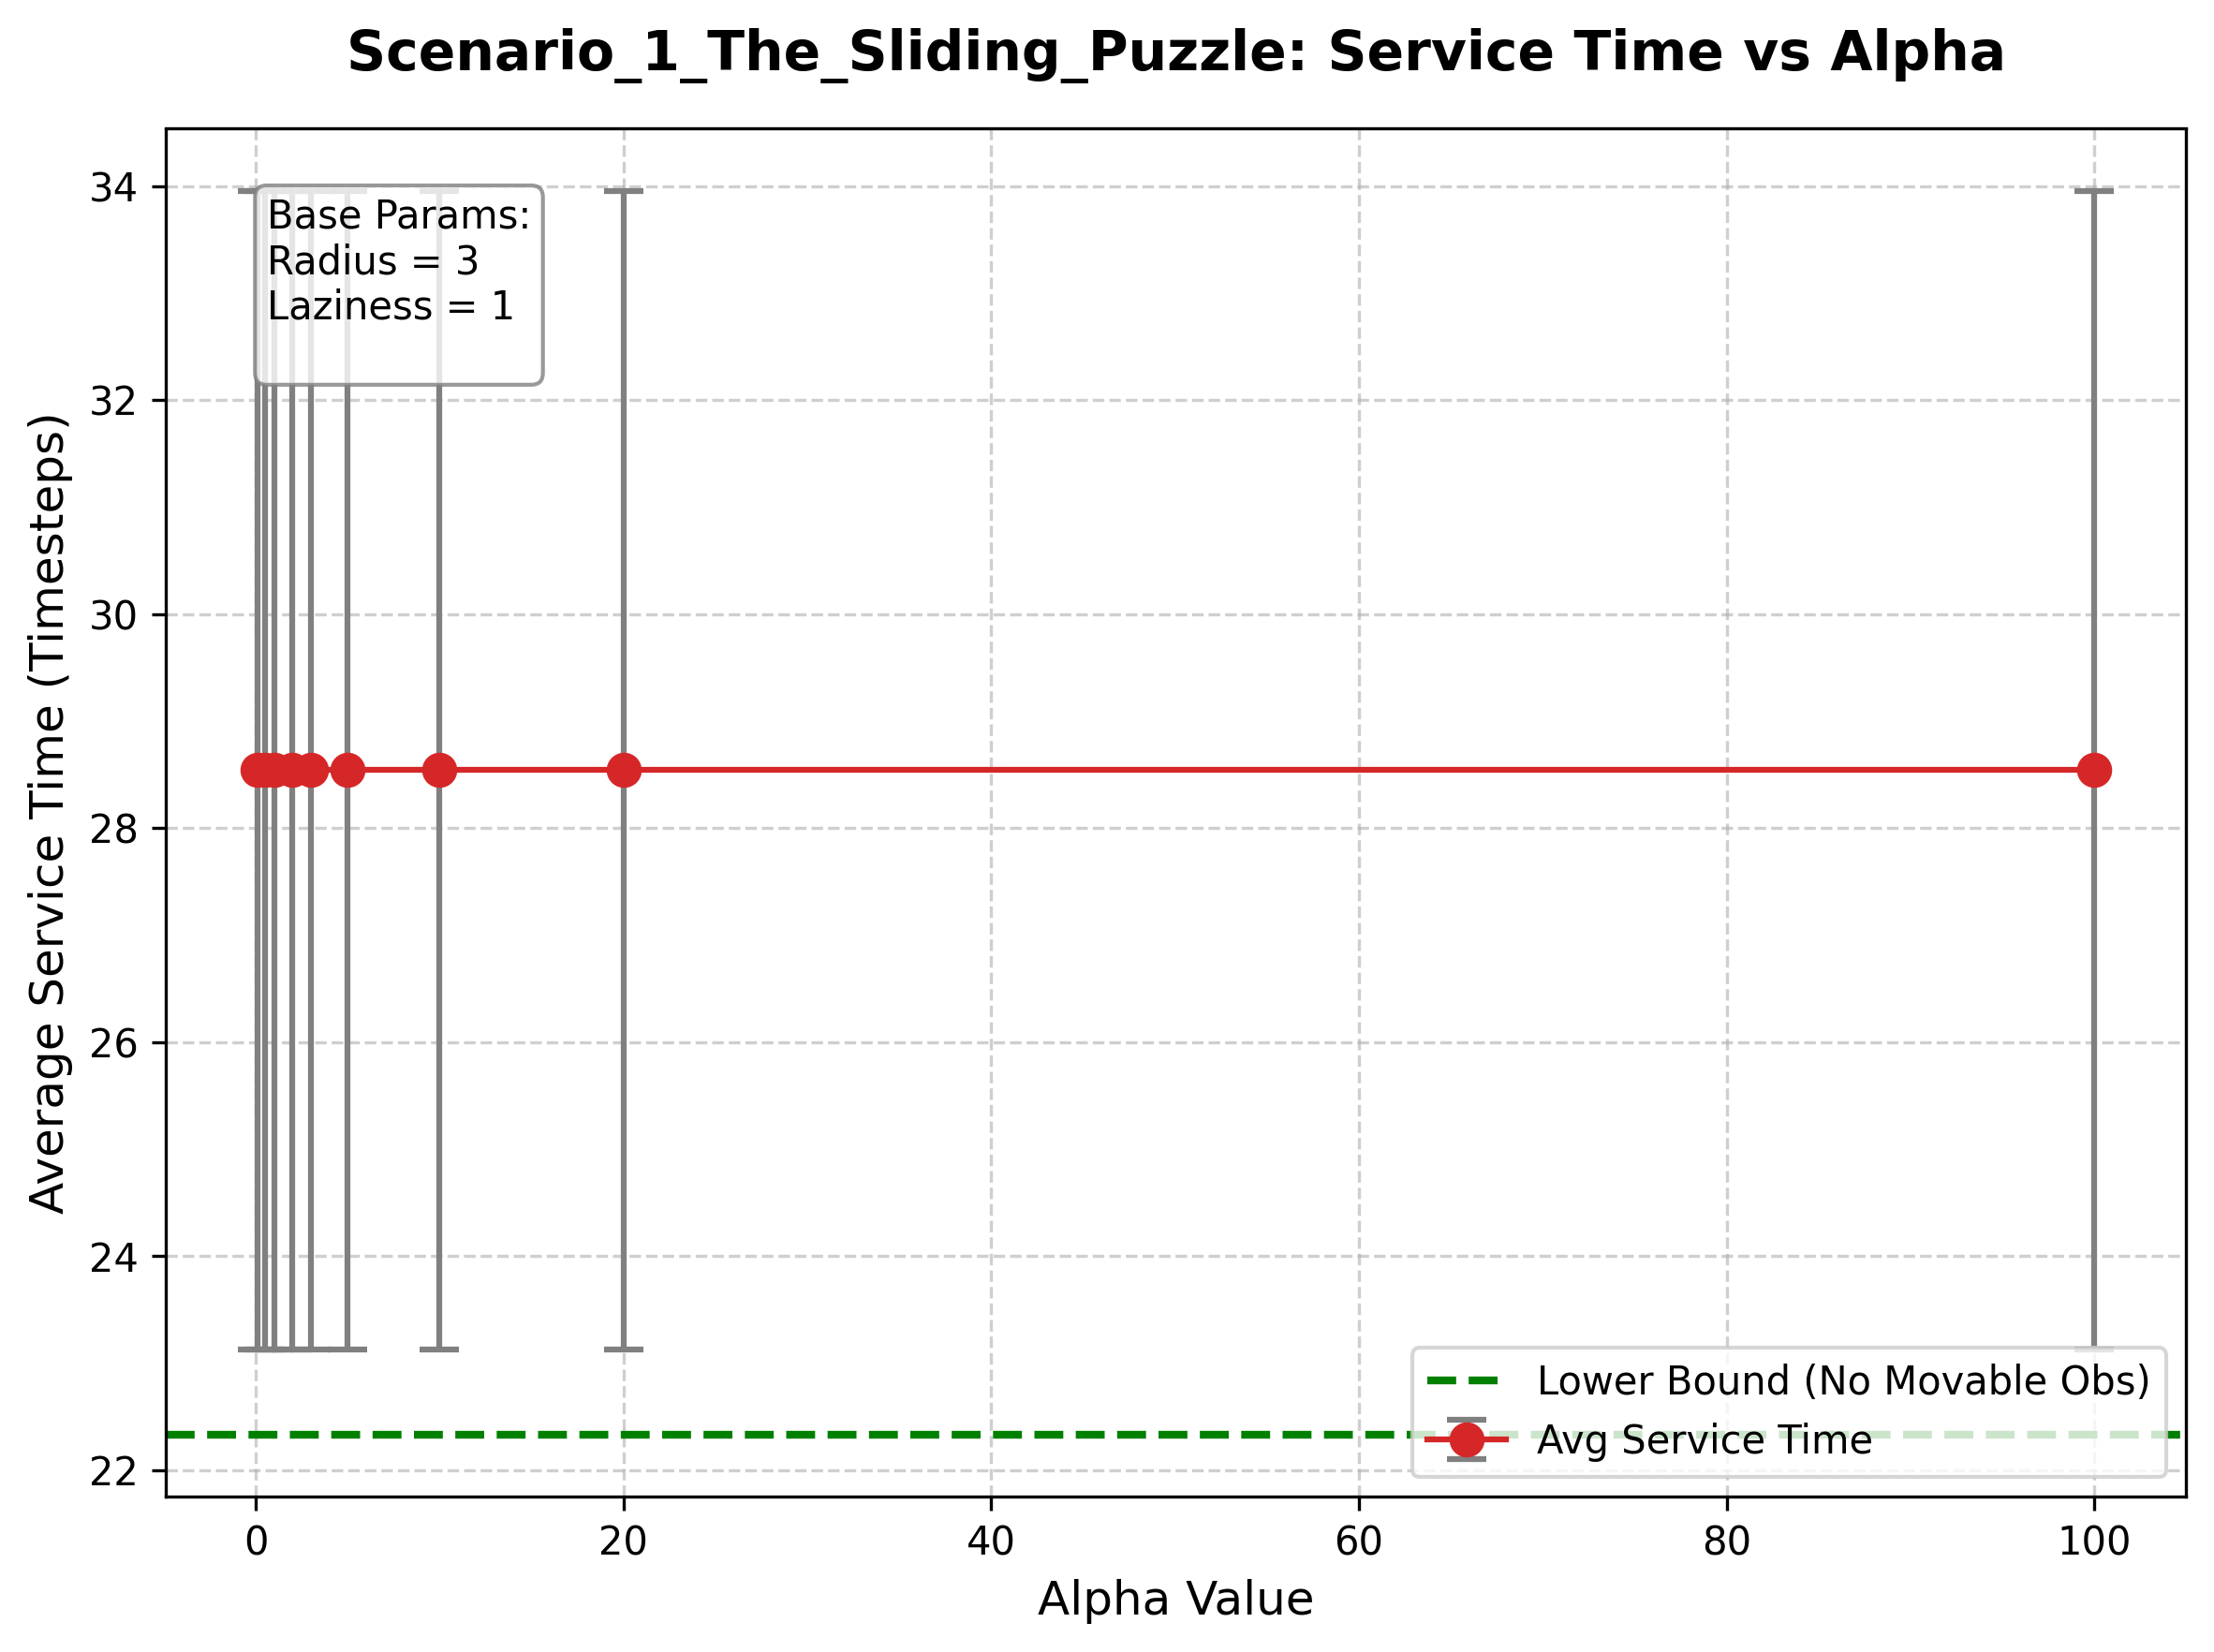 Scenario_1_The_Sliding_Puzzle: Service Time vs Alpha
Average Service Time (Timesteps)
34
32
30
28
26
24
22
Base Params:
Radius = 3
Laziness = 1
Lower Bound (No Movable Obs)
Avg Service Time
0
20
40
60
80
100
Alpha Value